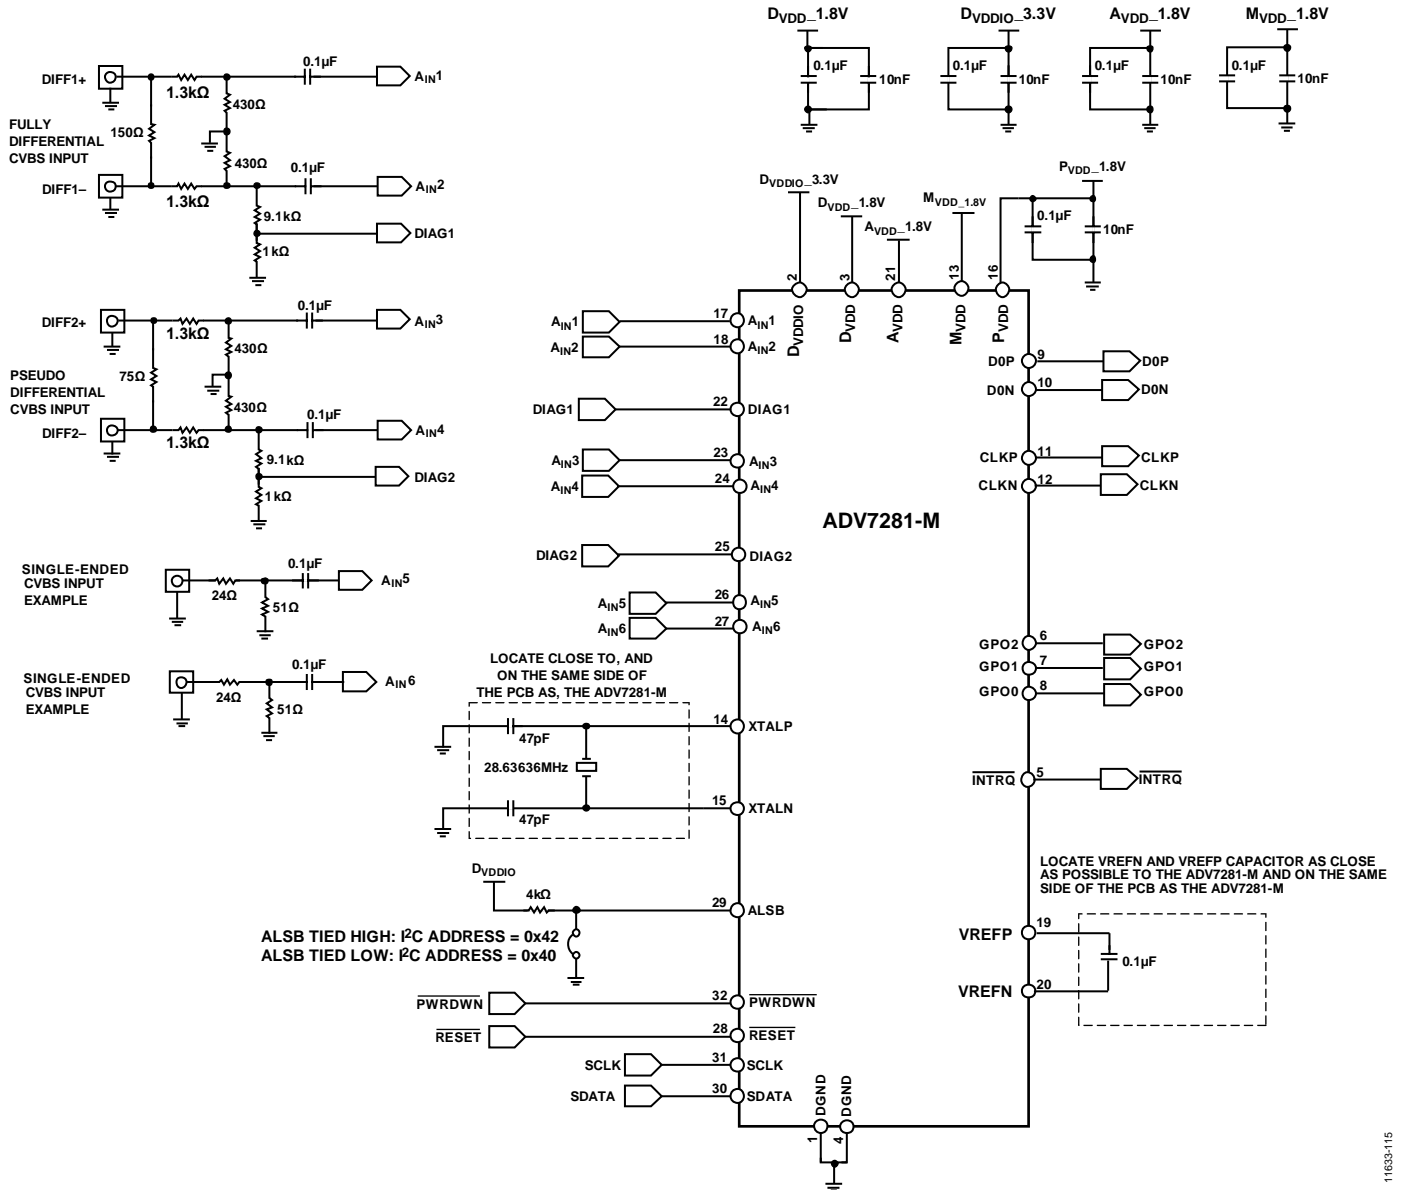 DVDD_1.8V
0.1µF
10nF
DVDDIO_3.3V
0.1µF
10nF
AVDD_1.8V
0.1µF
10nF
MVDD_1.8V
0.1µF
10nF
DIFF1+
1.3kΩ
0.1µF
AIN1
430Ω
FULLY
DIFFERENTIAL
CVBS INPUT
150Ω
430Ω
DIFF1–
1.3kΩ
0.1µF
AIN2
9.1kΩ
DIAG1
1kΩ
DIFF2+
1.3kΩ
0.1µF
AIN3
430Ω
PSEUDO
DIFFERENTIAL
CVBS INPUT
75Ω
430Ω
DIFF2–
1.3kΩ
0.1µF
AIN4
9.1kΩ
DIAG2
1kΩ
SINGLE-ENDED
CVBS INPUT
EXAMPLE
24Ω
51Ω
0.1µF
AIN5
SINGLE-ENDED
CVBS INPUT
EXAMPLE
24Ω
51Ω
0.1µF
AIN6
DVDDIO_3.3V
DVDD_1.8V
AVDD_1.8V
MVDD_1.8V
PVDD_1.8V
0.1µF
10nF
2
3
21
13
16
DVDDIO
DVDD
AVDD
MVDD
PVDD
AIN1
17
AIN1
AIN2
18
AIN2
DIAG1
22
DIAG1
AIN3
23
AIN3
AIN4
24
AIN4
DIAG2
25
DIAG2
AIN5
26
AIN5
AIN6
27
AIN6
ADV7281-M
D0P
9
D0P
D0N
10
D0N
CLKP
11
CLKP
CLKN
12
CLKN
GPO2
6
GPO2
GPO1
7
GPO1
GPO0
8
GPO0
INTRQ
5
INTRQ
LOCATE CLOSE TO, AND
ON THE SAME SIDE OF
THE PCB AS, THE ADV7281-M
47pF
14
XTALP
28.63636MHz
47pF
15
XTALN
DVDDIO
4kΩ
29
ALSB
ALSB TIED HIGH: I2C ADDRESS = 0x42
ALSB TIED LOW: I2C ADDRESS = 0x40
PWRDWN
32
PWRDWN
RESET
28
RESET
SCLK
31
SCLK
SDATA
30
SDATA
LOCATE VREFN AND VREFP CAPACITOR AS CLOSE
AS POSSIBLE TO THE ADV7281-M AND ON THE SAME
SIDE OF THE PCB AS THE ADV7281-M
VREFP
19
0.1µF
VREFN
20
DGND
DGND
1
4
11633-115